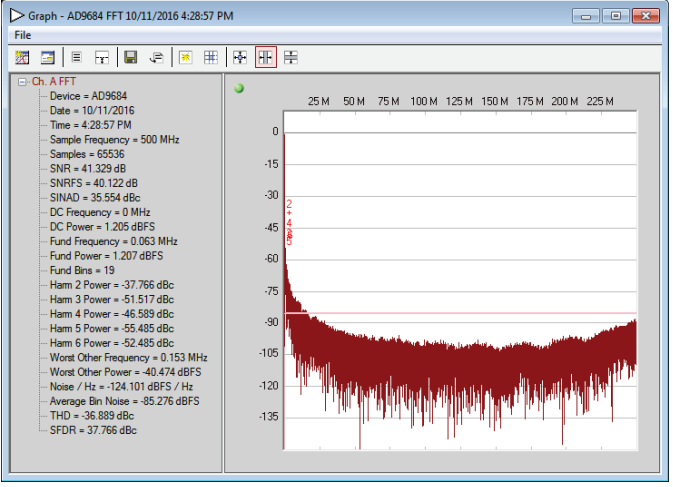 Graph - AD9684 FFT 10/11/2016 4:28:57 PM
File
Ch. A FFT
Device = AD9684
Date = 10/11/2016
Time = 4:28:57 PM
Sample Frequency = 500 MHz
Samples = 65536
SNR = 41.329 dB
SNRFS = 40.122 dB
SINAD = 35.554 dBc
DC Frequency = 0 MHz
DC Power = 1.205 dBFS
Fund Frequency = 0.063 MHz
Fund Power = 1.207 dBFS
Fund Bins = 19
Harm 2 Power = -37.766 dBc
Harm 3 Power = -51.517 dBc
Harm 4 Power = -46.589 dBc
Harm 5 Power = -55.485 dBc
Harm 6 Power = -52.485 dBc
Worst Other Frequency = 0.153 MHz
Worst Other Power = -40.474 dBFS
Noise / Hz = -124.101 dBFS / Hz
Average Bin Noise = -85.276 dBFS
THD = -36.889 dBc
SFDR = 37.766 dBc
25 M 50 M 75 M 100 M 125 M 150 M 175 M 200 M 225 M
0
-15
-30
2
+
4
-45
5
-60
-75
-90
-105
-120
-135